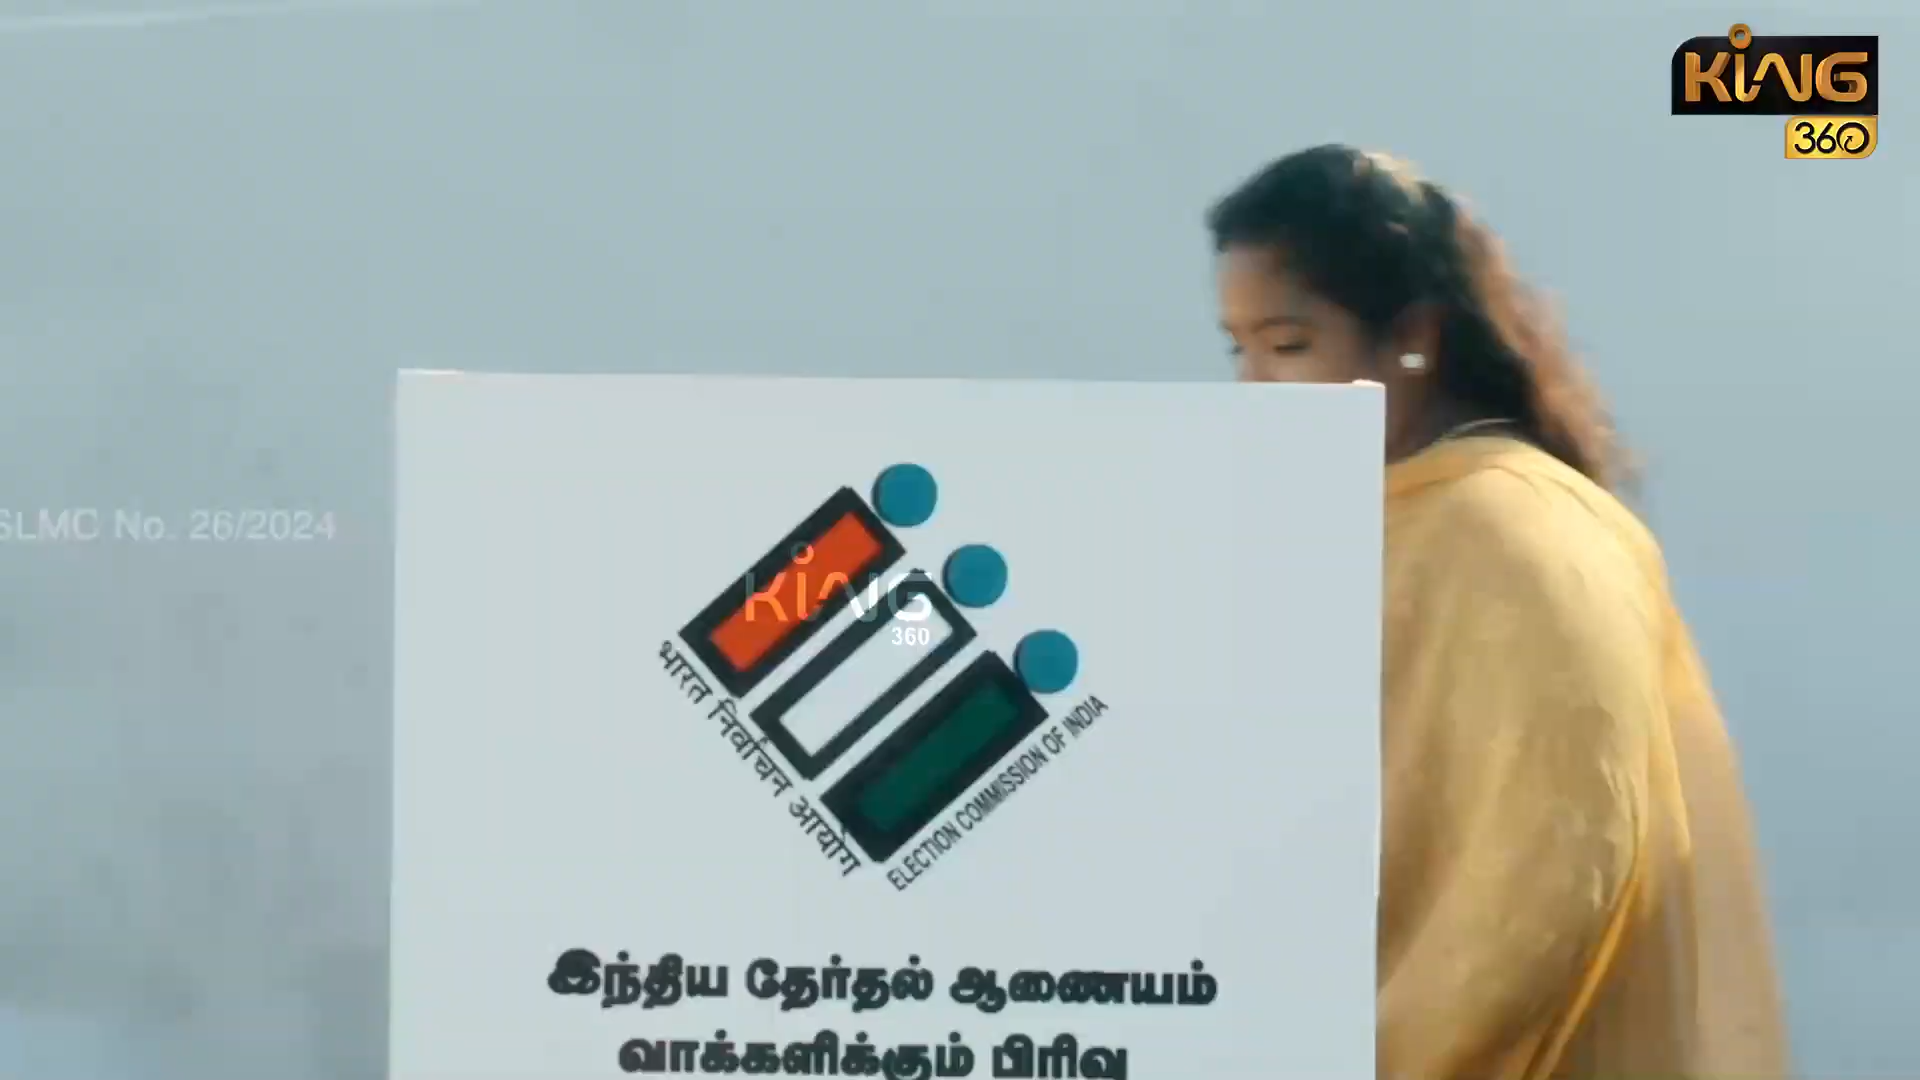 KING
360
SLMC No. 26/2024
KING
360
भारत निर्वाचन आयोग
ELECTION COMMISSION OF INDIA
இந்திய தேர்தல் ஆணையம்
வாக்களிக்கும் பிரிவு